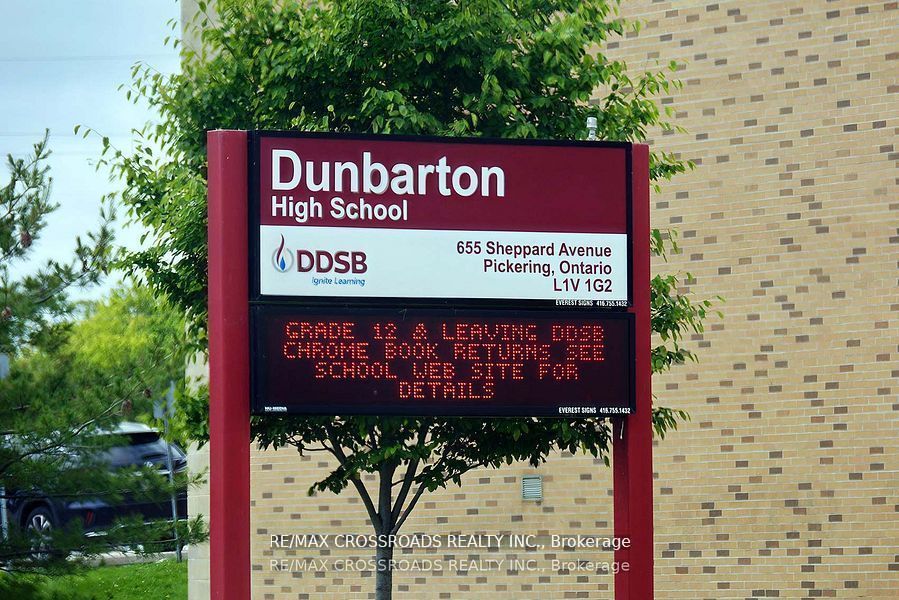 Dunbarton
High School
DDSB
Ignite Learning
655 Sheppard Avenue
Pickering, Ontario
L1V 1G2
EVEREST SIGNS 416.755.1432
GRADE 12 & LEAVING DDSB
CHROME BOOK RETURNS SEE
SCHOOL WEB SITE FOR
DETAILS
NU-MEDIA
EVEREST SIGNS 416.755.1432
RE/MAX CROSSROADS REALTY INC., Brokerage
RE/MAX CROSSROADS REALTY INC., Brokerage